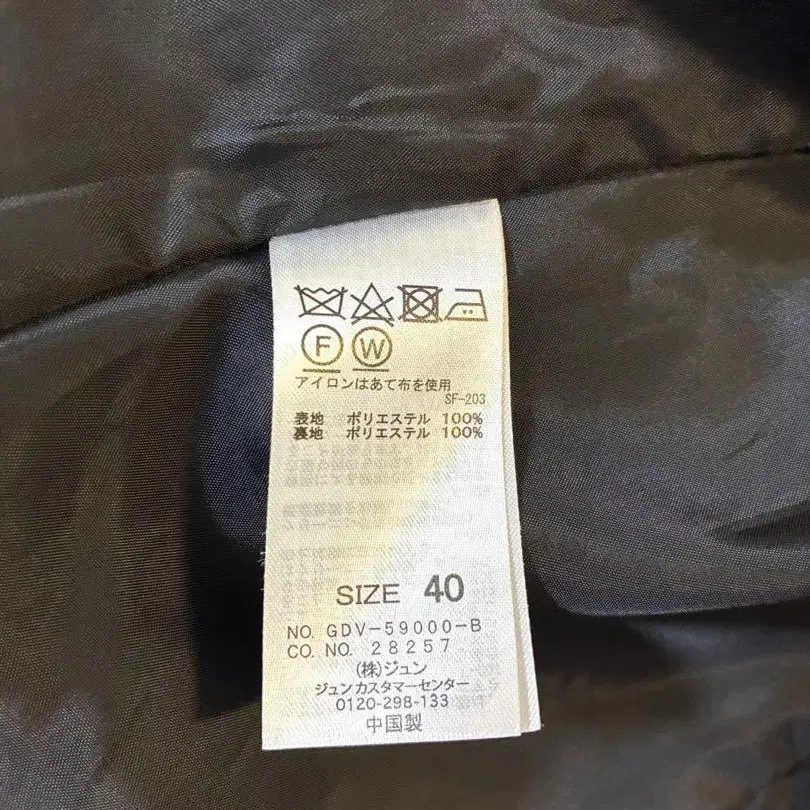 F W
アイロンはあて布を使用
SF-203
表地 ポリエステル 100%
裏地 ポリエステル 100%
SIZE 40
NO. GDV-59000-B
CO. NO. 28257
(株)ジュン
ジュンカスタマーセンター
0120-298-133
中国製